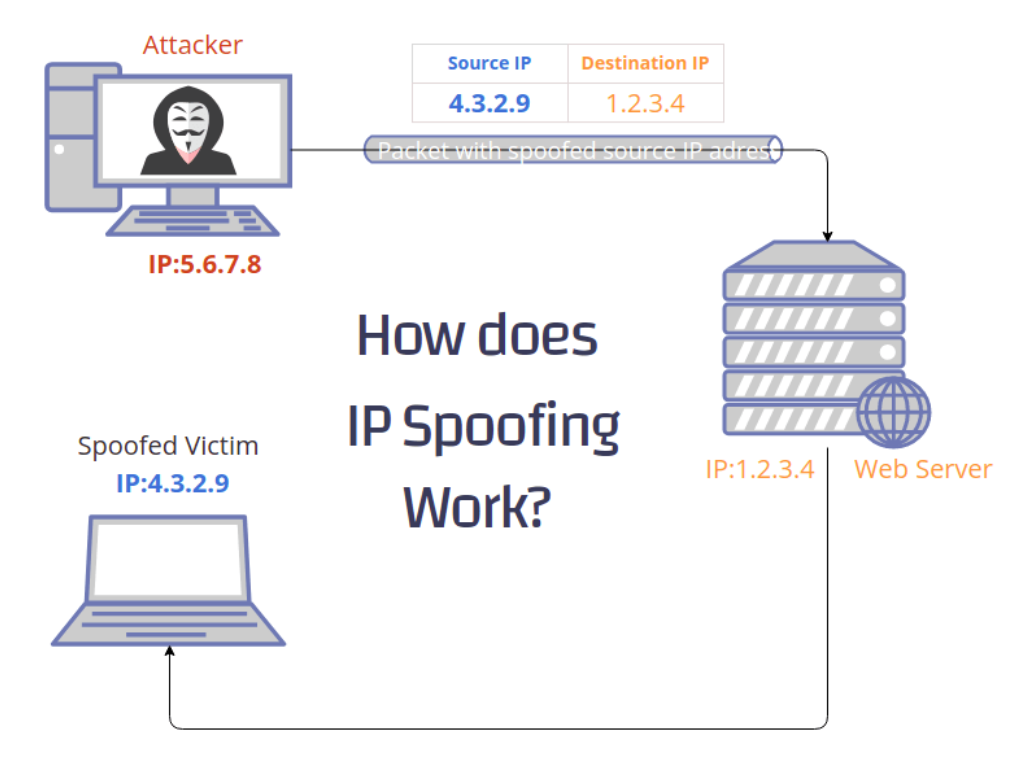 Attacker
Source IP Destination IP
4.3.2.9 1.2.3.4
Packet with spoofed source IP adres
IP:5.6.7.8
How does
IP Spoofing
Work?
Spoofed Victim
IP:4.3.2.9
IP:1.2.3.4 Web Server